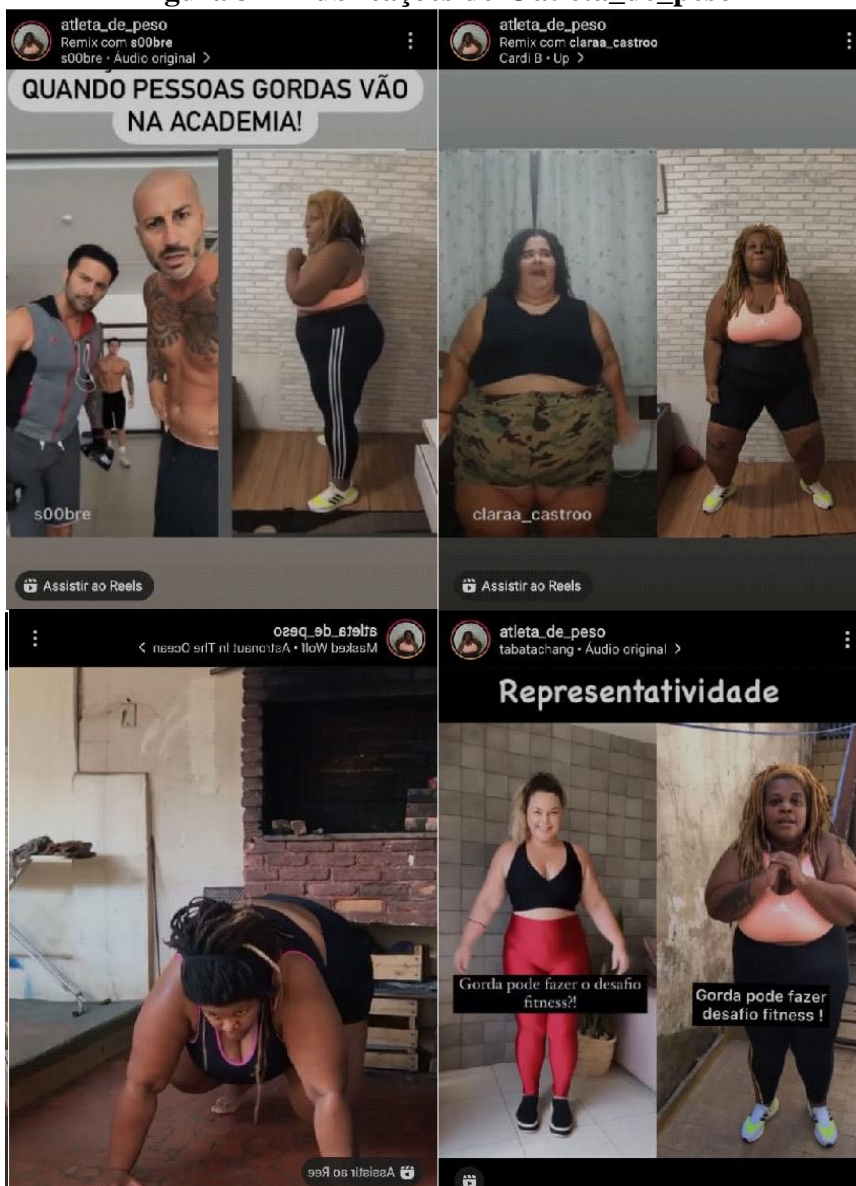 atleta_de_peso
Remix com s00bre
s00bre • Áudio original >
QUANDO PESSOAS GORDAS VÃO
NA ACADEMIA!
s00bre
Assistir ao Reels
atleta_de_peso
Remix com claraa_castroo
Cardi B • Up >
claraa_castroo
Assistir ao Reels
atleta_de_peso
Masked Wolf • Astronaut In The Ocean >
Assistir ao Ree
atleta_de_peso
tabatachang • Áudio original >
Representatividade
Gorda pode fazer o desafio
fitness?!
Gorda pode fazer
desafio fitness !